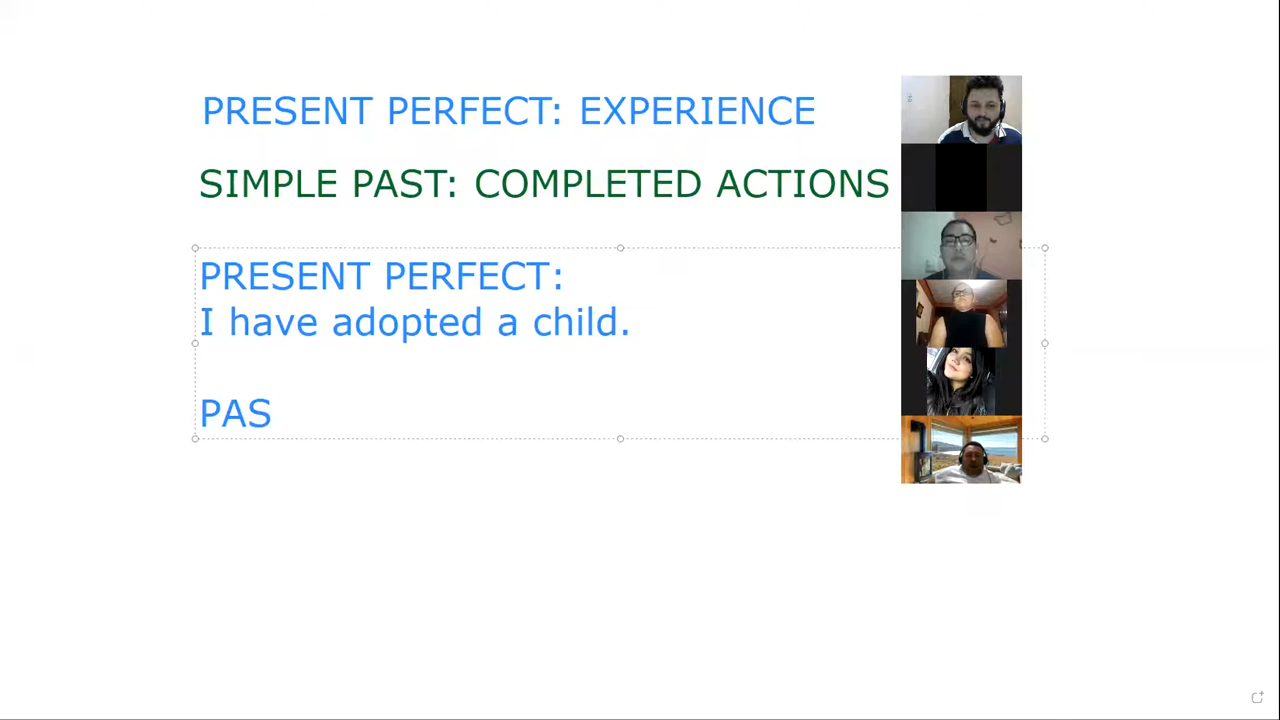 PRESENT PERFECT: EXPERIENCE
SIMPLE PAST: COMPLETED ACTIONS
PRESENT PERFECT:
I have adopted a child.
PAS